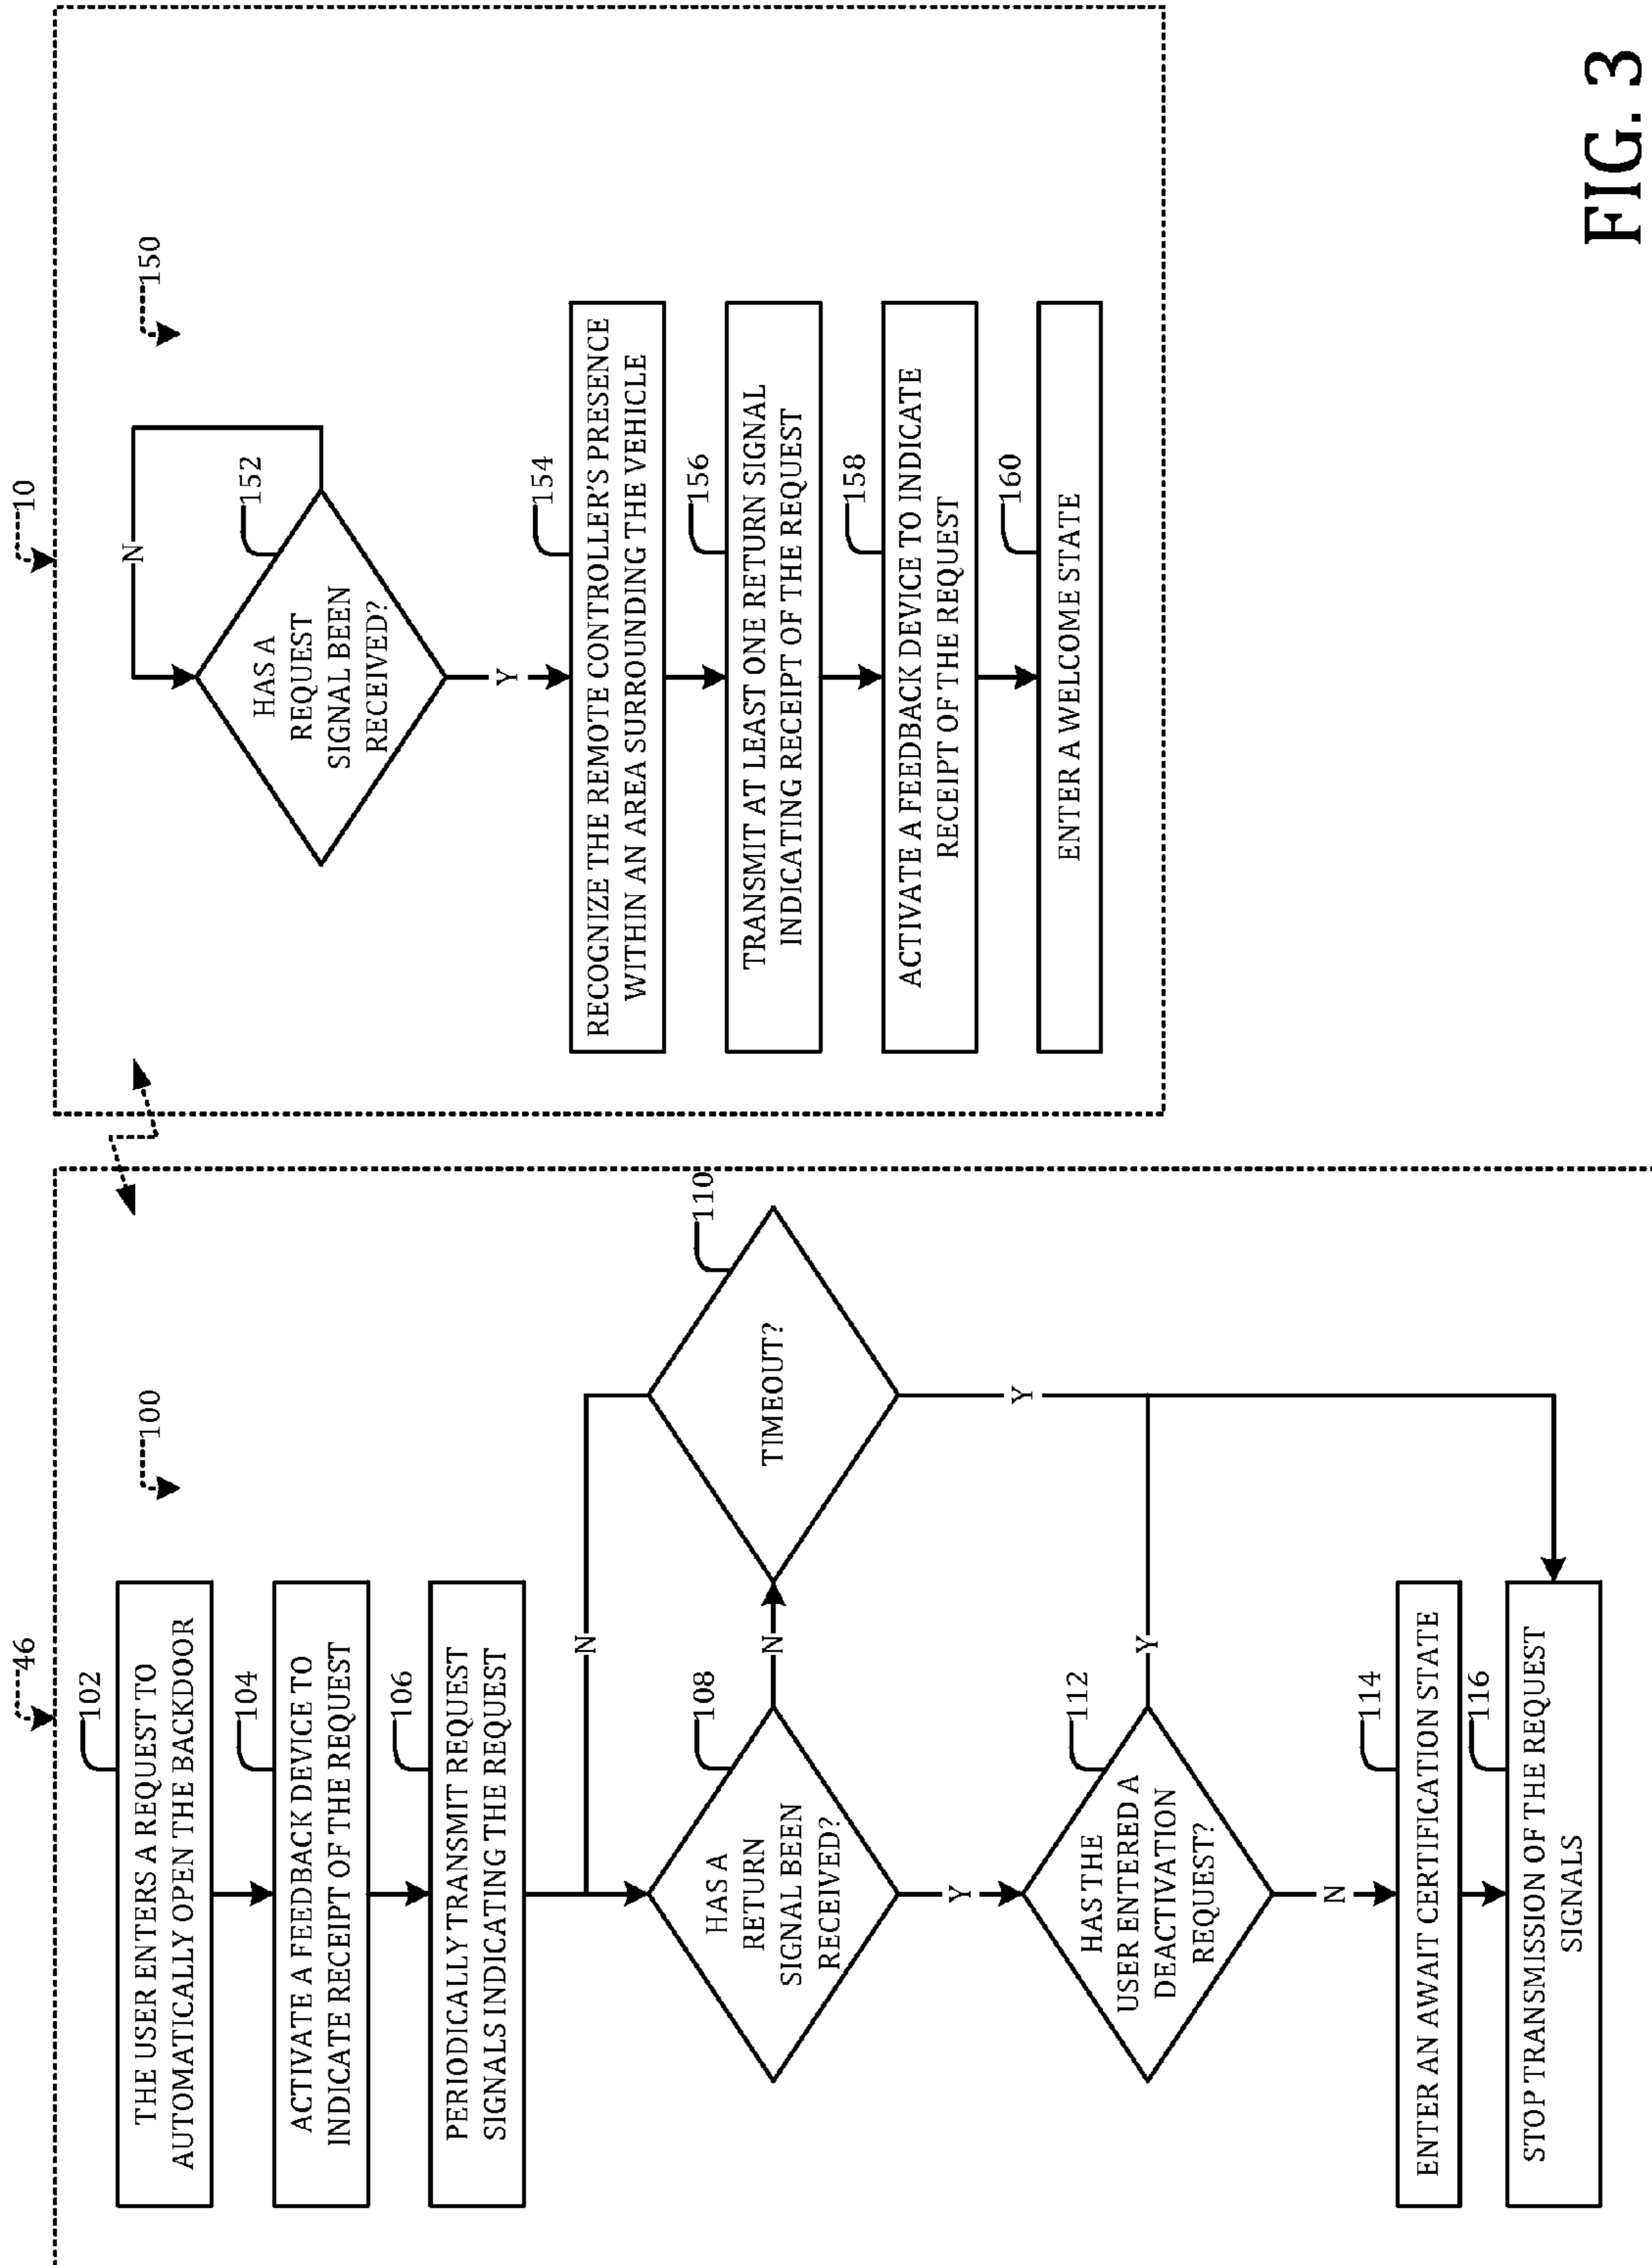 46
100
102
THE USER ENTERS A REQUEST TO
AUTOMATICALLY OPEN THE BACKDOOR
104
ACTIVATE A FEEDBACK DEVICE TO
INDICATE RECEIPT OF THE REQUEST
106
PERIODICALLY TRANSMIT REQUEST
SIGNALS INDICATING THE REQUEST
N
108
HAS A
RETURN
SIGNAL BEEN
RECEIVED?
N
110
TIMEOUT?
Y
Y
112
HAS THE
USER ENTERED A
DEACTIVATION
REQUEST?
Y
N
114
ENTER AN AWAIT CERTIFICATION STATE
116
STOP TRANSMISSION OF THE REQUEST
SIGNALS
10
150
N
152
HAS A
REQUEST
SIGNAL BEEN
RECEIVED?
Y
154
RECOGNIZE THE REMOTE CONTROLLER'S PRESENCE
WITHIN AN AREA SURROUNDING THE VEHICLE
156
TRANSMIT AT LEAST ONE RETURN SIGNAL
INDICATING RECEIPT OF THE REQUEST
158
ACTIVATE A FEEDBACK DEVICE TO INDICATE
RECEIPT OF THE REQUEST
160
ENTER A WELCOME STATE
FIG. 3